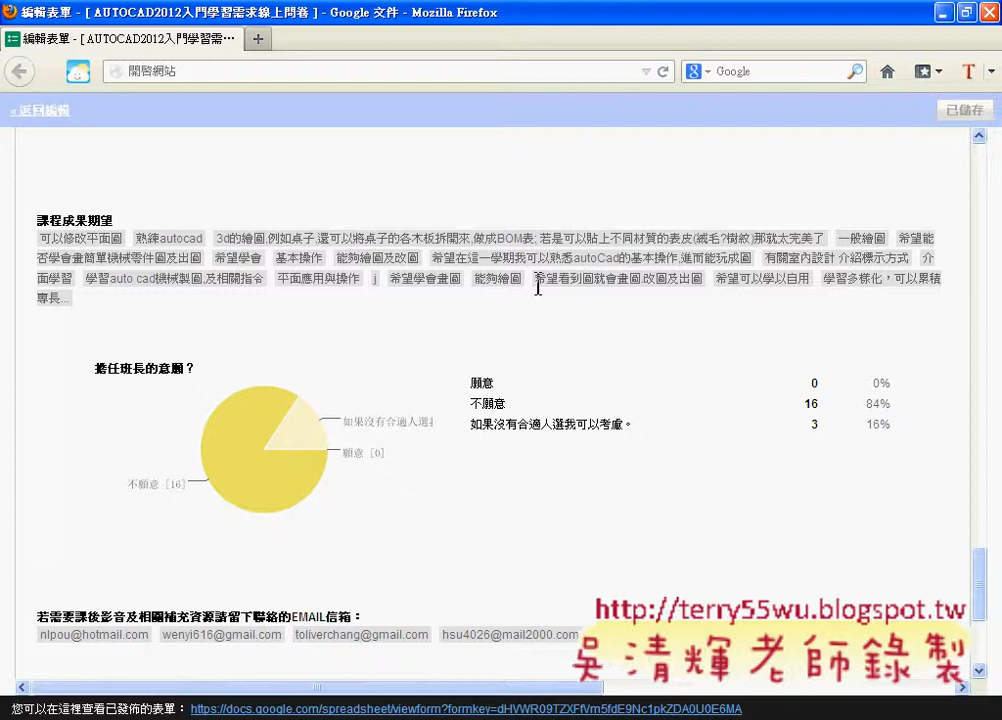 編輯表單 - [ AUTOCAD2012入門學習需求線上問卷 ] - Google 文件 - Mozilla Firefox
編輯表單 - [ AUTOCAD2012入門學習需…
開啟網站
Google
«返回編輯
已儲存
課程成果期望
可以修改平面圖 熟練autocad 3d的繪圖,例如桌子,還可以將桌子的各木板拆開來,做成BOM表; 若是可以貼上不同材質的表皮(絨毛?樹紋)那就太完美了 一般繪圖 希望能
否學會畫簡單機械零件圖及出圖 希望學會 基本操作 能夠繪圖及改圖 希望在這一學期我可以熟悉autoCad的基本操作,進而能玩成圖 有關室內設計 介紹標示方式 介
面學習 學習auto cad機械製圖,及相關指令 平面應用與操作 j 希望學會畫圖 能夠繪圖 希望看到圖就會畫圖,改圖及出圖 希望可以學以自用 學習多樣化，可以累積
專長...
擔任班長的意願？
如果沒有合適人選
願意 [0]
不願意 [16]
願意 0 0%
不願意 16 84%
如果沒有合適人選我可以考慮。 3 16%
若需要課後影音及相關補充資源請留下聯絡的EMAIL信箱：
nlpou@hotmail.com wenyi616@gmail.com toliverchang@gmail.com hsu4026@mail2000.com
http://terry55wu.blogspot.tw
吳清輝老師錄製
您可以在這裡查看已發佈的表單： https://docs.google.com/spreadsheet/viewform?formkey=dHVWR09TZXFfVm5fdE9Nc1pkZDA0U0E6MA